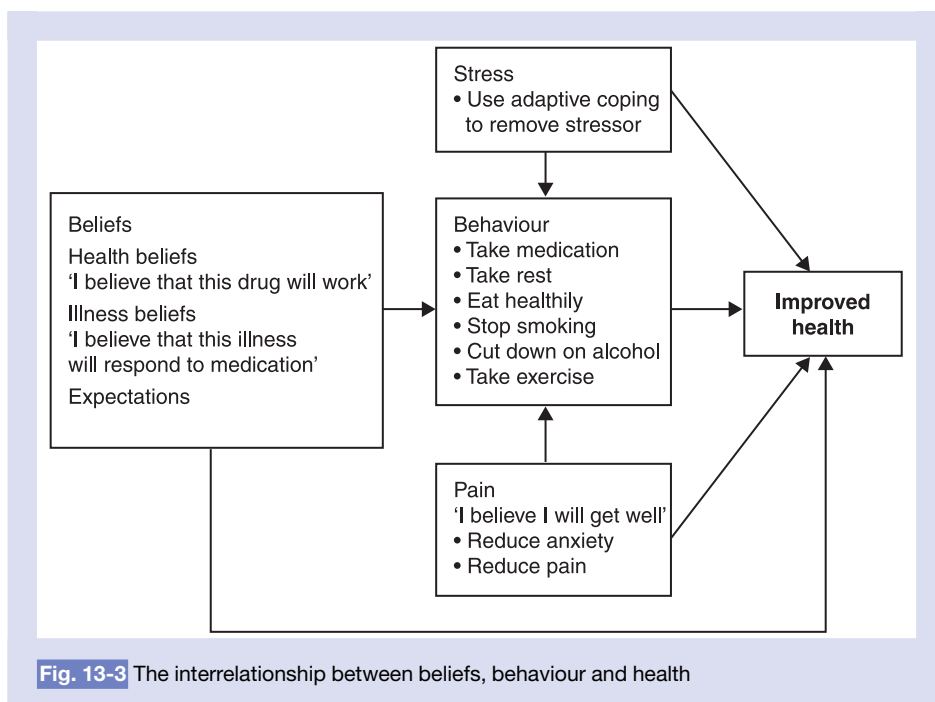 Stress
• Use adaptive coping
to remove stressor
Beliefs
Health beliefs
‘I believe that this drug will work’
Illness beliefs
‘I believe that this illness
will respond to medication’
Expectations
Behaviour
• Take medication
• Take rest
• Eat healthily
• Stop smoking
• Cut down on alcohol
• Take exercise
Improved
health
Pain
‘I believe I will get well’
• Reduce anxiety
• Reduce pain
Fig. 13-3 The interrelationship between beliefs, behaviour and health